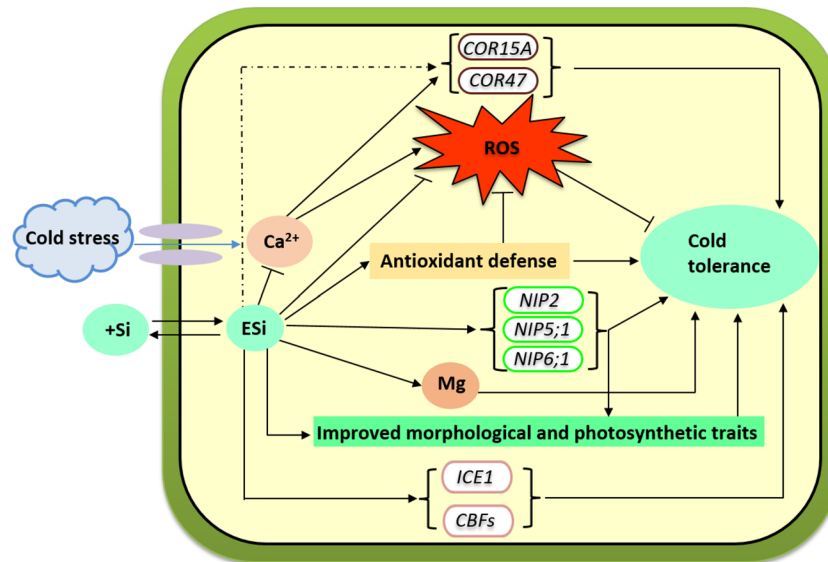 COR15A
COR47
ROS
Cold stress
Ca²⁺
Antioxidant defense
Cold
tolerance
+Si
ESi
NIP2
NIP5;1
NIP6;1
Mg
Improved morphological and photosynthetic traits
ICE1
CBFs